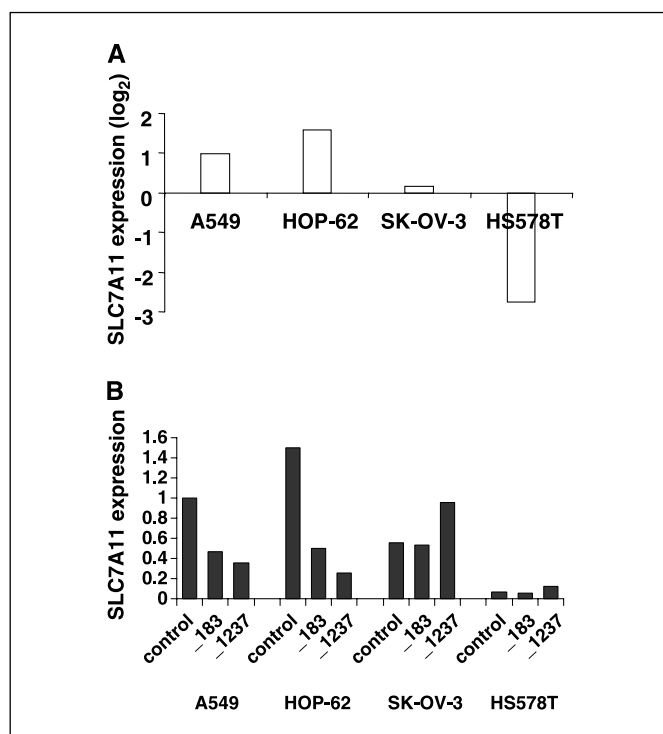 A
SLC7A11 expression (log2)
2
1
0
-1
-2
-3
A549 HOP-62 SK-OV-3 HS578T
B
SLC7A11 expression
1.6
1.4
1.2
1
0.8
0.6
0.4
0.2
0
control _183 _1237 control _183 _1237 control _183 _1237 control _183 _1237
A549 HOP-62 SK-OV-3 HS578T